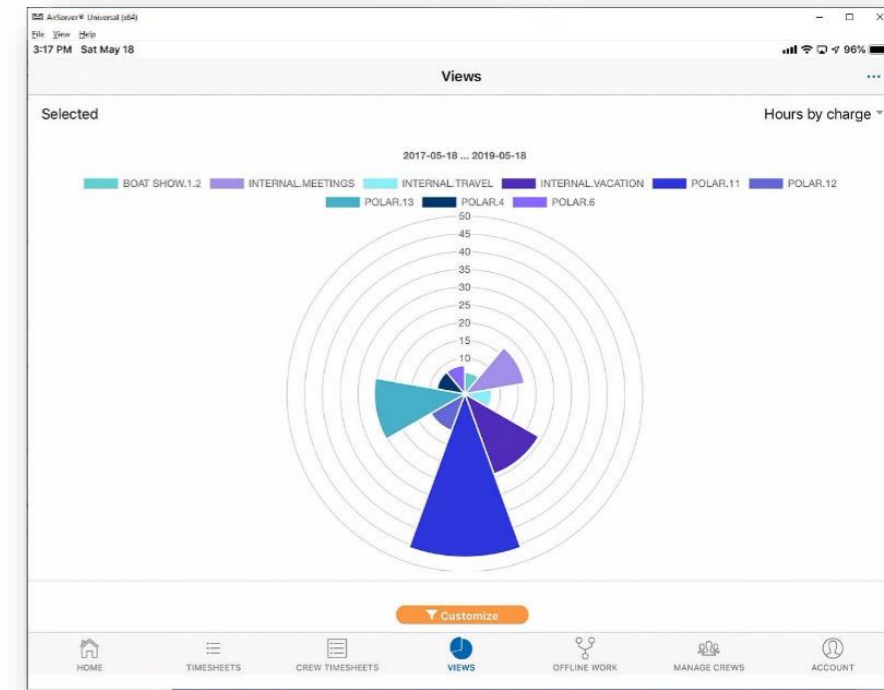 AirServer® Universal (x64)
File View Help
3:17 PM Sat May 18
96%
Views
...
Selected
Hours by charge
2017-05-18 ... 2019-05-18
BOAT SHOW.1.2 INTERNAL.MEETINGS INTERNAL.TRAVEL INTERNAL.VACATION POLAR.11 POLAR.12
POLAR.13 POLAR.4 POLAR.6
50
45
40
35
30
25
20
15
10
Customize
HOME TIMESHEETS CREW TIMESHEETS VIEWS OFFLINE WORK MANAGE CREWS ACCOUNT